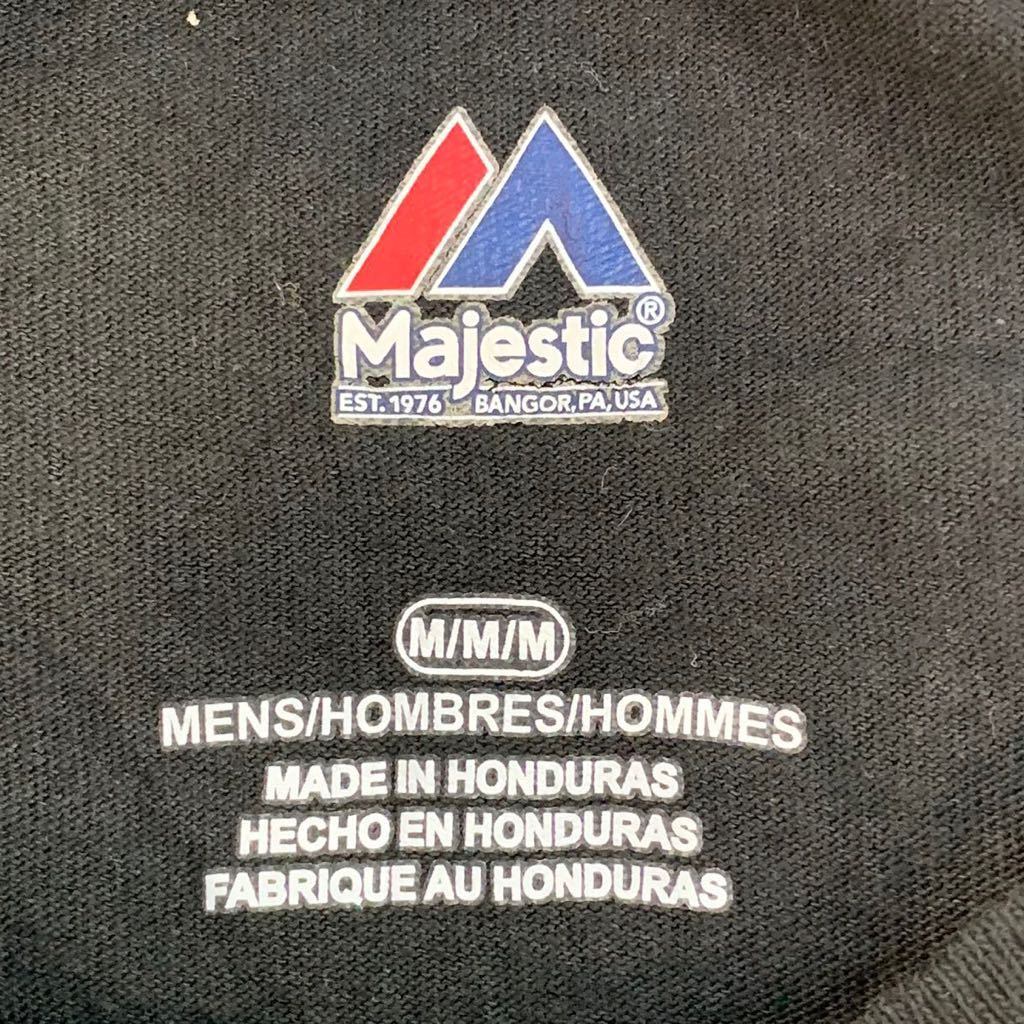 Majestic®
EST. 1976 BANGOR, PA, USA
M/M/M
MENS/HOMBRES/HOMMES
MADE IN HONDURAS
HECHO EN HONDURAS
FABRIQUE AU HONDURAS